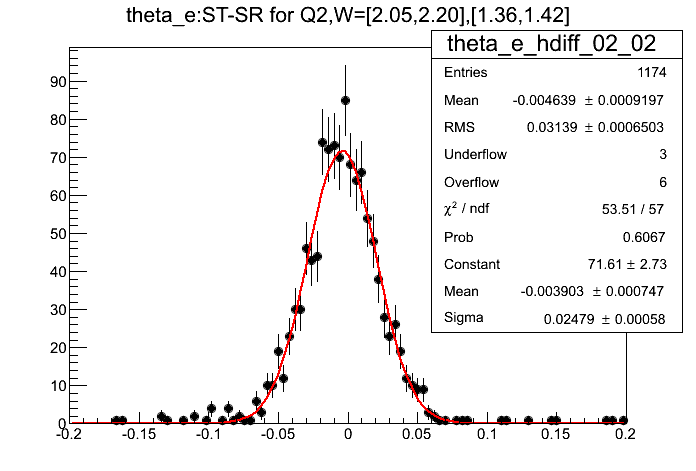 theta_e:ST-SR for Q2,W=[2.05,2.20],[1.36,1.42]
theta_e_hdiff_02_02
Entries 1174
Mean -0.004639 ± 0.0009197
RMS 0.03139 ± 0.0006503
Underflow 3
Overflow 6
χ² / ndf 53.51 / 57
Prob 0.6067
Constant 71.61 ± 2.73
Mean -0.003903 ± 0.000747
Sigma 0.02479 ± 0.00058
90
80
70
60
50
40
30
20
10
0
-0.2 -0.15 -0.1 -0.05 0 0.05 0.1 0.15 0.2